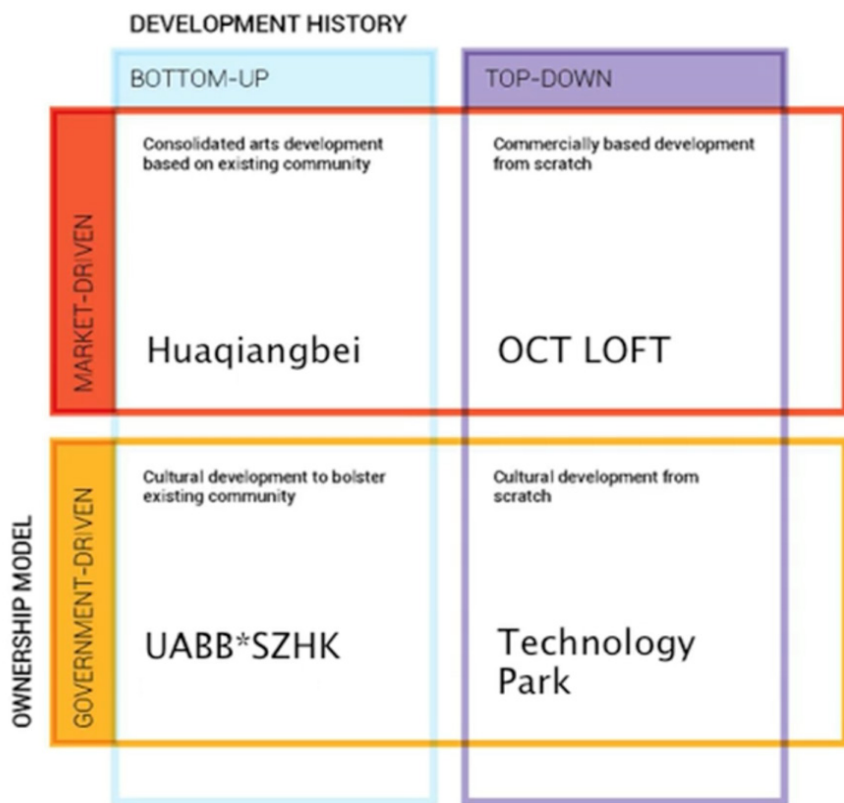 DEVELOPMENT HISTORY
BOTTOM-UP
TOP-DOWN
OWNERSHIP MODEL
MARKET-DRIVEN
Consolidated arts development
based on existing community
Huaqiangbei
Commercially based development
from scratch
OCT LOFT
GOVERNMENT-DRIVEN
Cultural development to bolster
existing community
UABB*SZHK
Cultural development from
scratch
Technology
Park